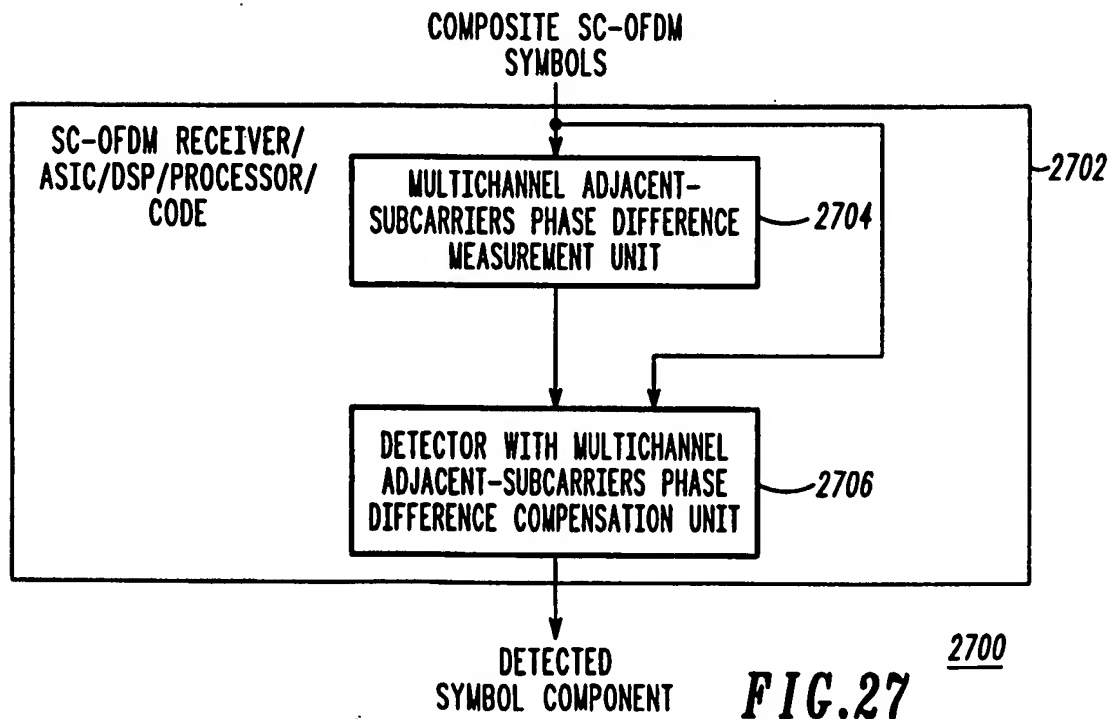 COMPOSITE SC-OFDM
SYMBOLS
SC-OFDM RECEIVER/
ASIC/DSP/PROCESSOR/
CODE
2702
MULTICHANNEL ADJACENT-
SUBCARRIERS PHASE DIFFERENCE
MEASUREMENT UNIT
2704
DETECTOR WITH MULTICHANNEL
ADJACENT-SUBCARRIERS PHASE
DIFFERENCE COMPENSATION UNIT
2706
DETECTED
SYMBOL COMPONENT
2700
FIG.27